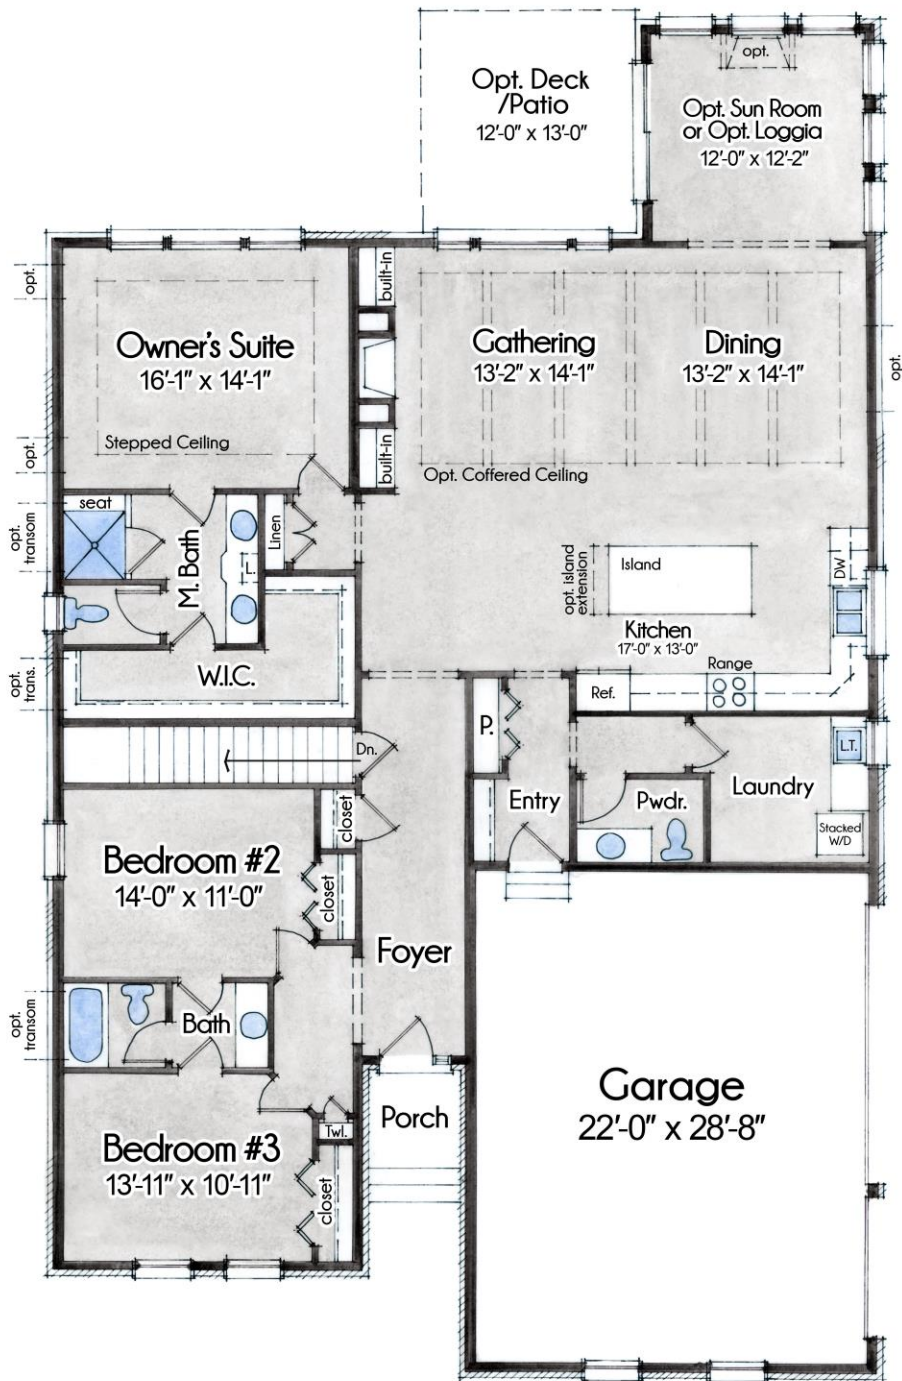 opt.
Opt. Deck
/Patio
12'-0" x 13'-0"
Opt. Sun Room
or Opt. Loggia
12'-0" x 12'-2"
opt.
built-in
Owner's Suite
16'-1" x 14'-1"
Gathering
13'-2" x 14'-1"
Dining
13'-2" x 14'-1"
opt.
opt.
Stepped Ceiling
built-in
Opt. Coffered Ceiling
seat
opt.
transom
M. Bath
L.
Linen
opt. island
extension
Island
DW
Kitchen
17'-0" x 13'-0"
opt.
trans.
W.I.C.
Range
Ref.
P.
Dn.
L.T.
Laundry
Entry
Pwdr.
Stacked
W/D
closet
Bedroom #2
14'-0" x 11'-0"
closet
Foyer
opt.
transom
Bath
Garage
22'-0" x 28'-8"
Porch
Twl.
Bedroom #3
13'-11" x 10'-11"
closet